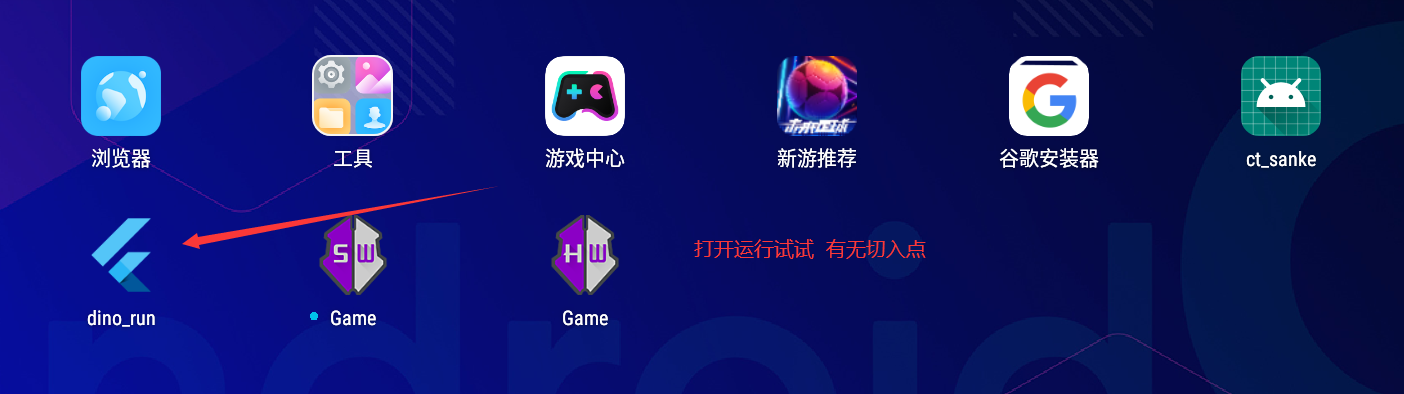 未来足球
浏览器
工具
游戏中心
新游推荐
谷歌安装器
ct_sanke
SW
HW
打开运行试试 有无切入点
dino_run
Game
Game